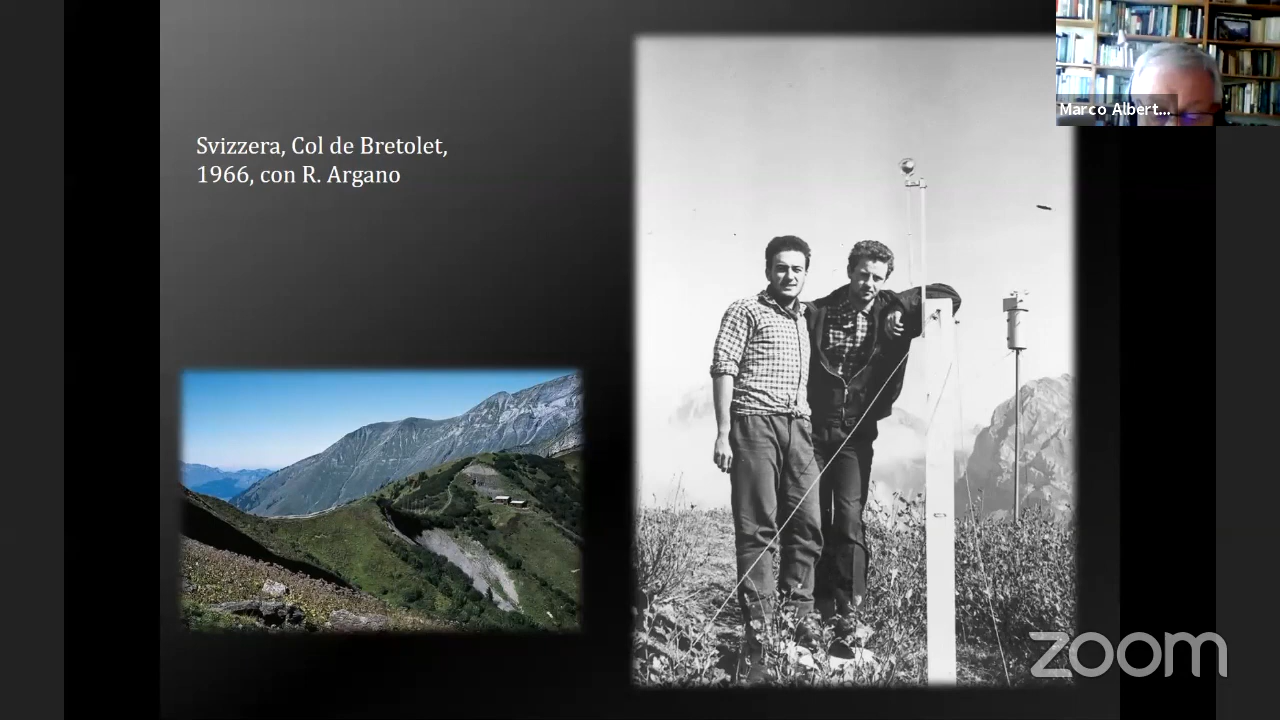 Svizzera, Col de Bretolet,
1966, con R. Argano
Marco Albert...
zoom